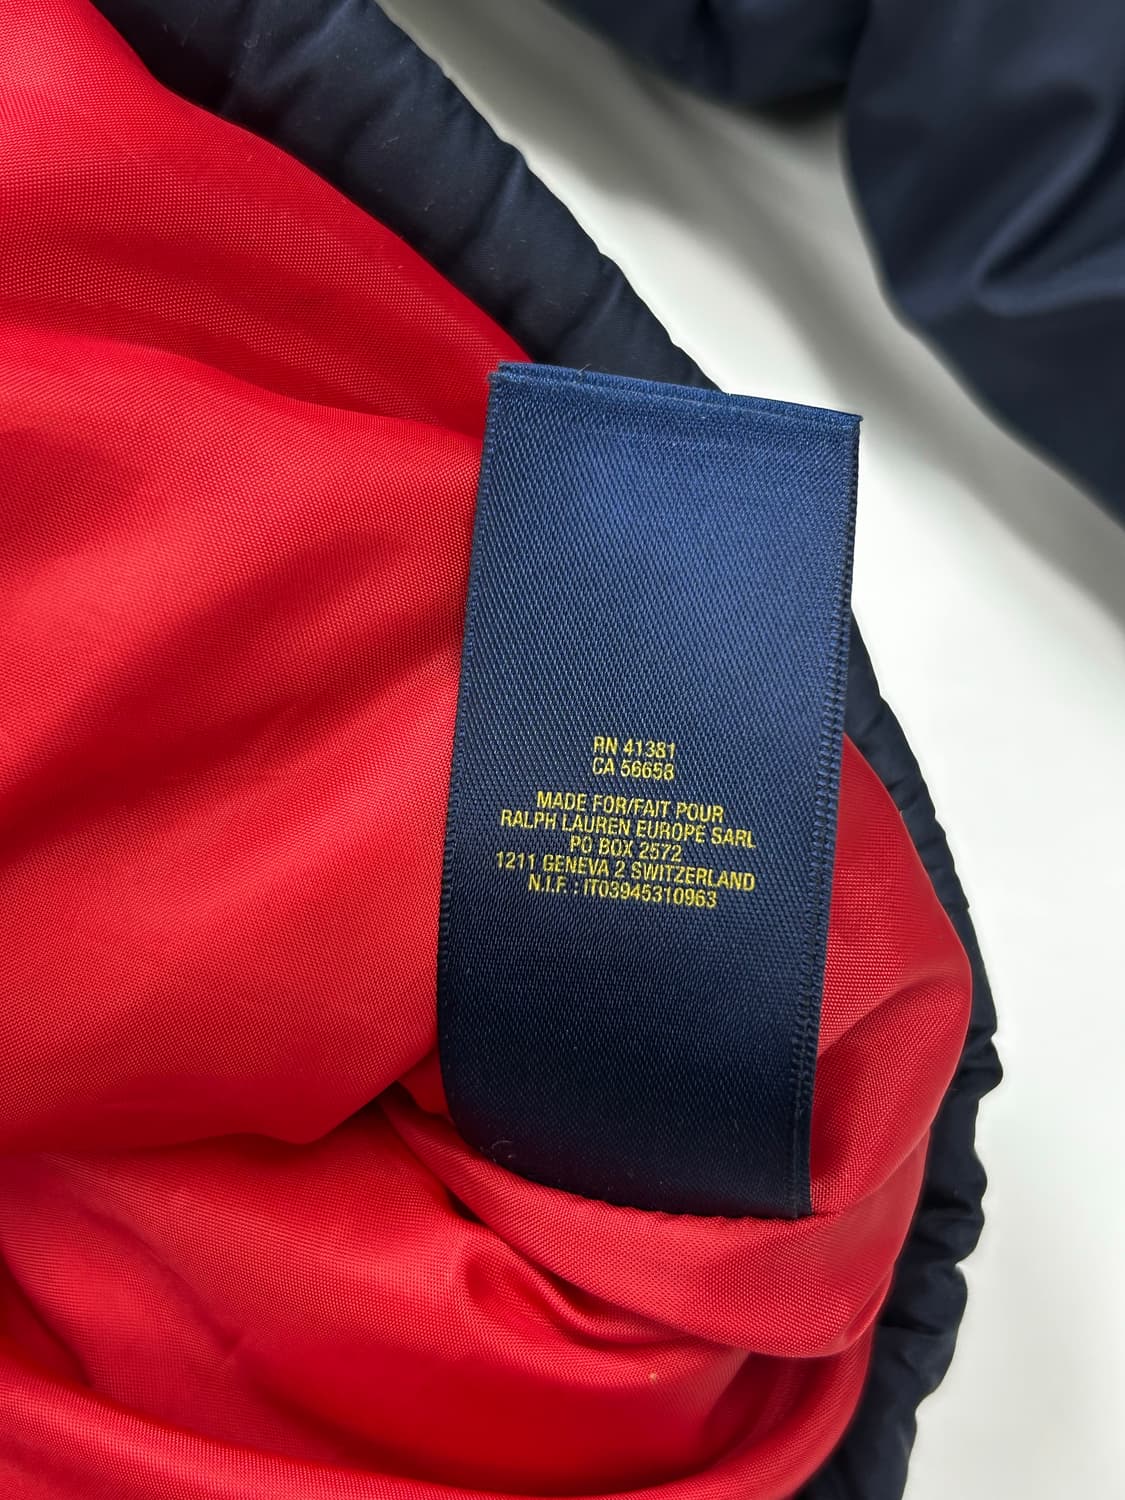 RN 41381
CA 56658
MADE FOR/FAIT POUR
RALPH LAUREN EUROPE SARL
PO BOX 2572
1211 GENEVA 2 SWITZERLAND
N.I.F : IT03945310963